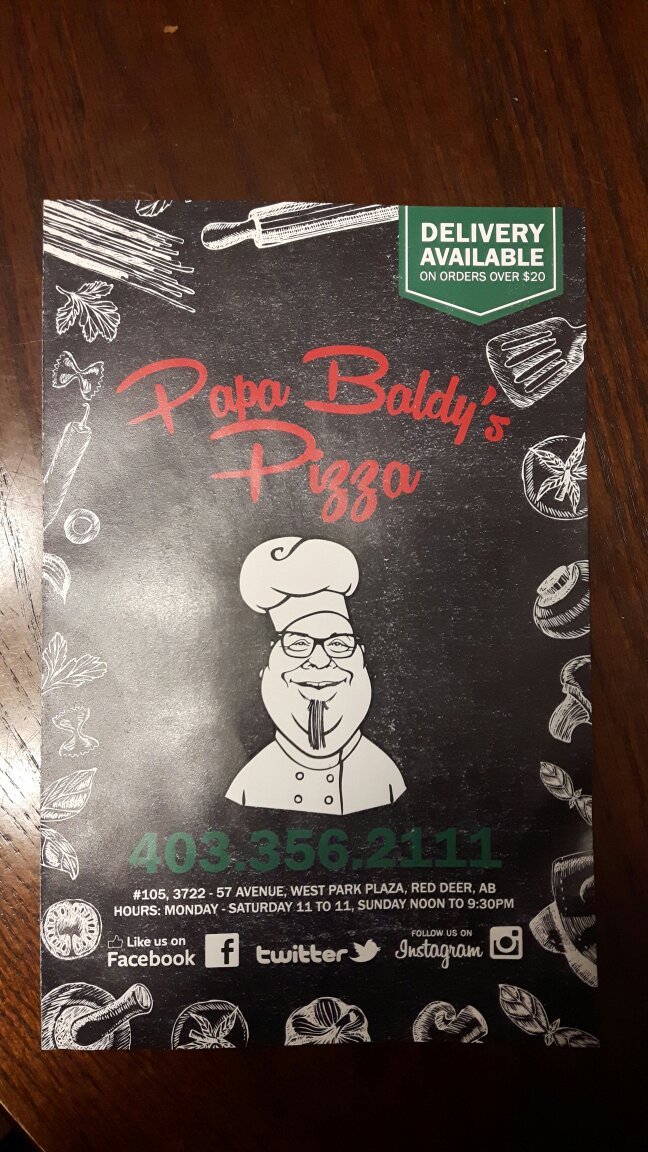 DELIVERY
AVAILABLE
ON ORDERS OVER $20
Papa Baldy's
Pizza
403.356.2111
#105, 3722 - 57 AVENUE, WEST PARK PLAZA, RED DEER, AB
HOURS: MONDAY - SATURDAY 11 TO 11, SUNDAY NOON TO 9:30PM
Like us on
Facebook
twitter
FOLLOW US ON
Instagram